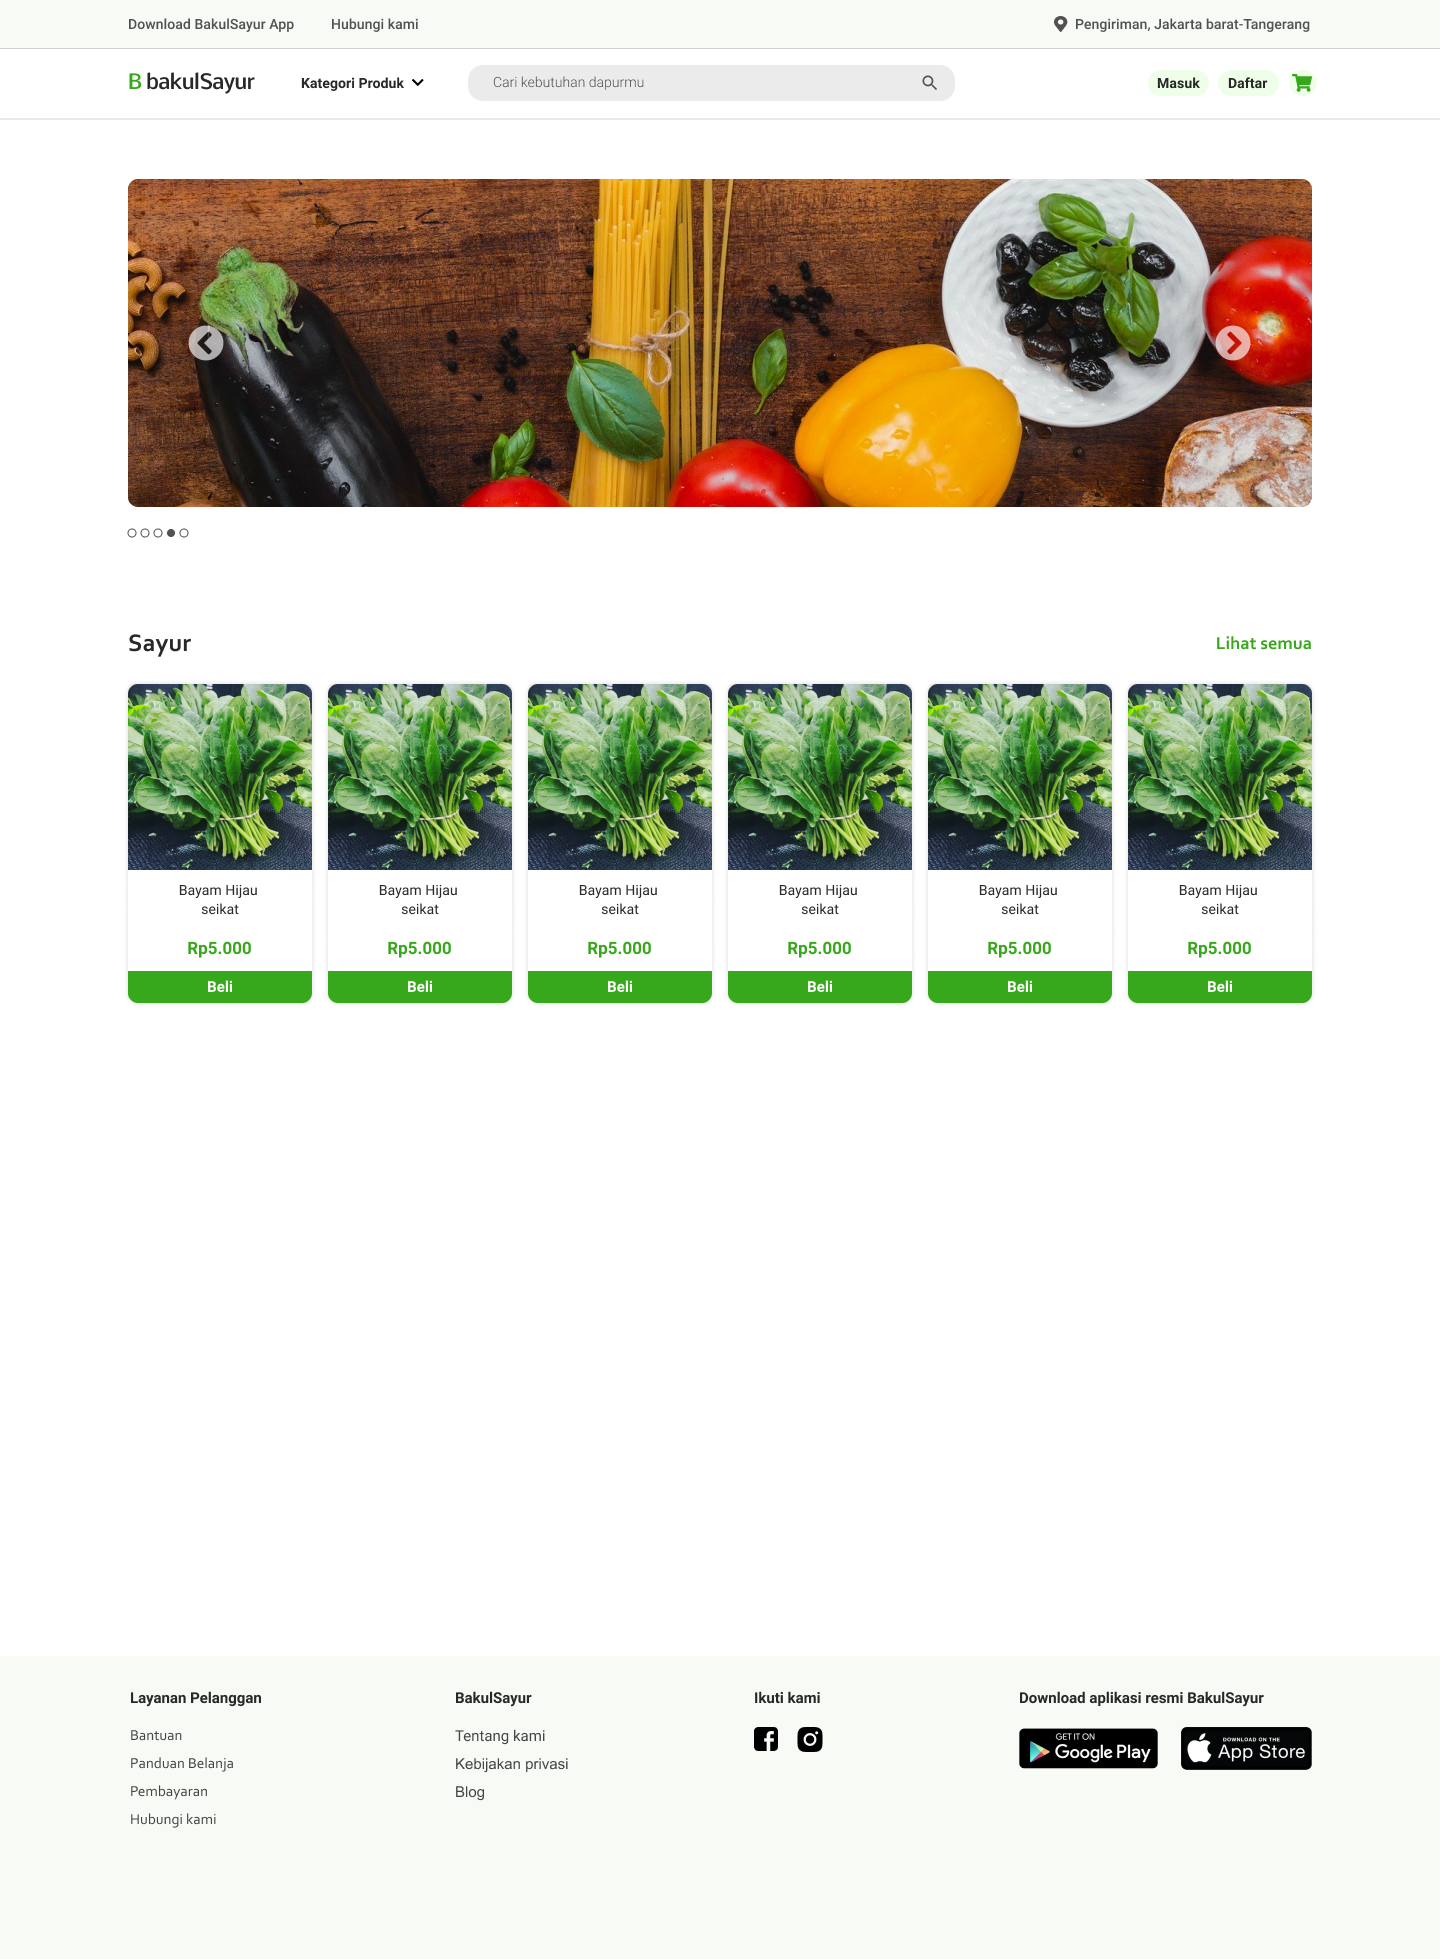 Download BakulSayur App
Hubungi kami
Pengiriman, Jakarta barat-Tangerang
B bakulSayur
Kategori Produk
Cari kebutuhan dapurmu
Masuk
Daftar
Sayur
Lihat semua
Bayam Hijau
seikat
Rp5.000
Beli
Bayam Hijau
seikat
Rp5.000
Beli
Bayam Hijau
seikat
Rp5.000
Beli
Bayam Hijau
seikat
Rp5.000
Beli
Bayam Hijau
seikat
Rp5.000
Beli
Bayam Hijau
seikat
Rp5.000
Beli
Layanan Pelanggan
Bantuan
Panduan Belanja
Pembayaran
Hubungi kami
BakulSayur
Tentang kami
Kebijakan privasi
Blog
Ikuti kami
Download aplikasi resmi BakulSayur
GET IT ON
Google Play
DOWNLOAD ON THE
App Store